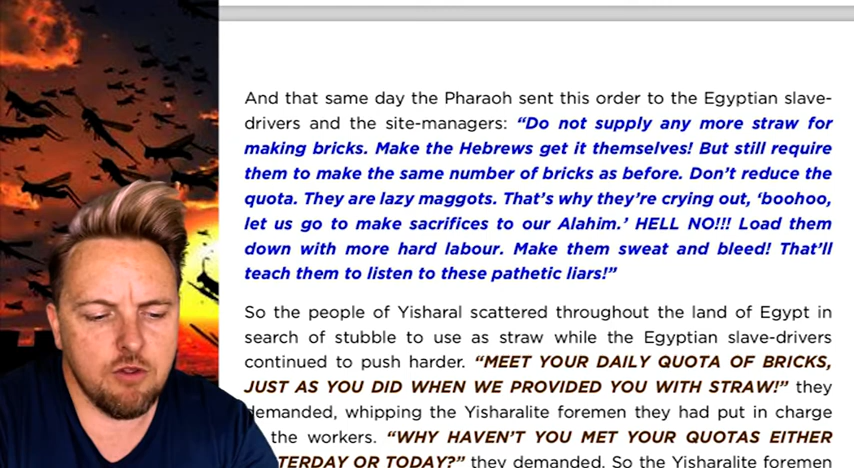 And that same day the Pharaoh sent this order to the Egyptian slave-
drivers and the site-managers: “Do not supply any more straw for
making bricks. Make the Hebrews get it themselves! But still require
them to make the same number of bricks as before. Don’t reduce the
quota. They are lazy maggots. That’s why they’re crying out, ‘boohoo,
let us go to make sacrifices to our Alahim.’ HELL NO!!! Load them
down with more hard labour. Make them sweat and bleed! That’ll
teach them to listen to these pathetic liars!”
So the people of Yisharal scattered throughout the land of Egypt in
search of stubble to use as straw while the Egyptian slave-drivers
continued to push harder. “MEET YOUR DAILY QUOTA OF BRICKS,
JUST AS YOU DID WHEN WE PROVIDED YOU WITH STRAW!” they
demanded, whipping the Yisharalite foremen they had put in charge
the workers. “WHY HAVEN’T YOU MET YOUR QUOTAS EITHER
TERDAY OR TODAY?” they demanded. So the Yisharalite foremen